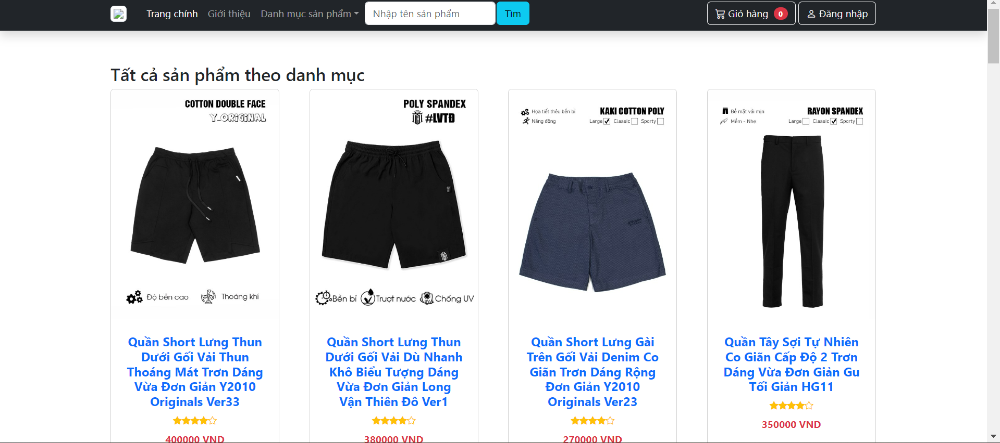 Trang chính Giới thiệu Danh mục sản phẩm Nhập tên sản phẩm Tìm Giỏ hàng 0 Đăng nhập
Tất cả sản phẩm theo danh mục
COTTON DOUBLE FACE
Y_ORIGINAL
Độ bền cao Thoáng khí
Quần Short Lưng Thun
Dưới Gối Vải Thun
Thoáng Mát Trơn Dáng
Vừa Đơn Giản Y2010
Originals Ver33
400000 VND
POLY SPANDEX
#LVTĐ
Bền bỉ Trượt nước Chống UV
Quần Short Lưng Thun
Dưới Gối Vải Dù Nhanh
Khô Biểu Tượng Dáng
Vừa Đơn Giản Long
Vận Thiên Đô Ver1
380000 VND
Họa tiết thêu bền bỉ KAKI COTTON POLY
Năng động Large Classic Sporty
Quần Short Lưng Gài
Trên Gối Vải Denim Co
Giãn Trơn Dáng Rộng
Đơn Giản Y2010
Originals Ver23
270000 VND
Bề mặt vải mịn RAYON SPANDEX
Mềm - Nhẹ Large Classic Sporty
Quần Tây Sợi Tự Nhiên
Co Giãn Cấp Độ 2 Trơn
Dáng Vừa Đơn Giản Gu
Tối Giản HG11
350000 VND